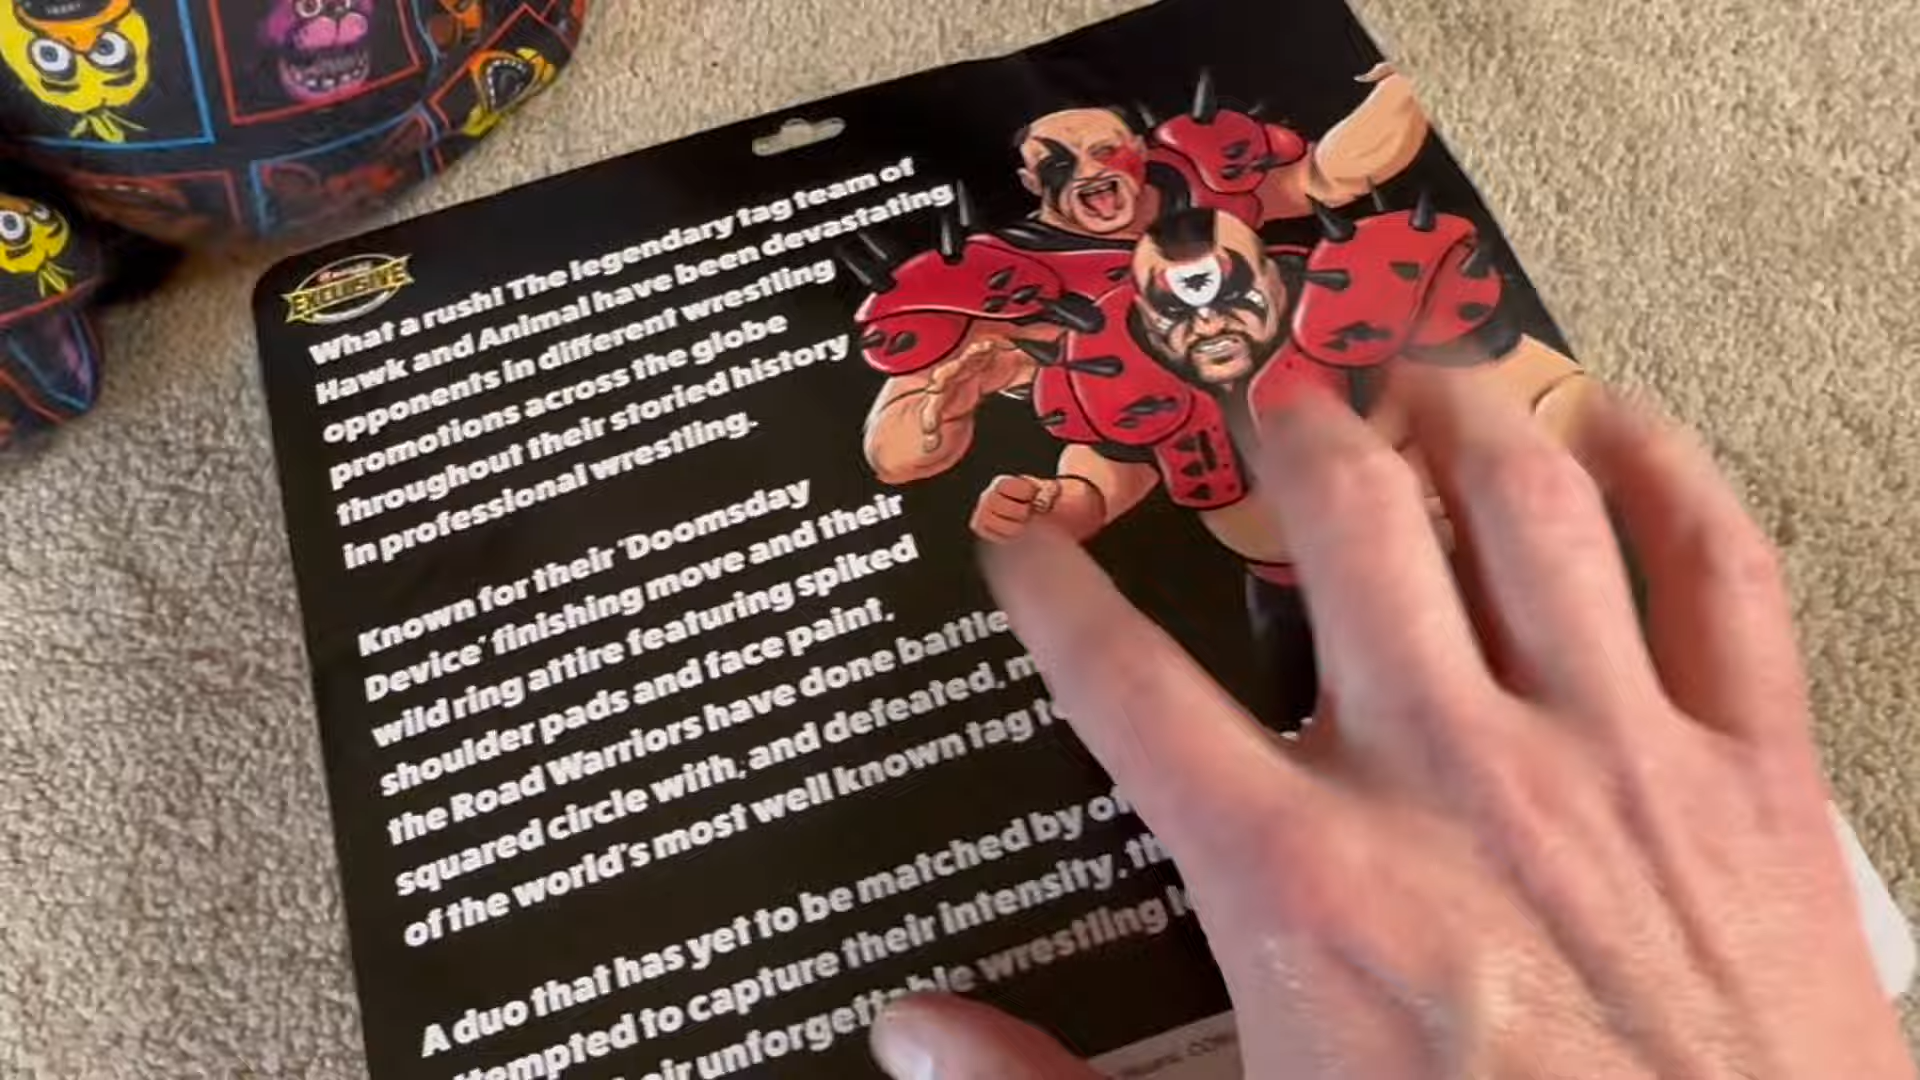 EXCLUSIVE
What a rush! The legendary tag team of
Hawk and Animal have been devastating
opponents in different wrestling
promotions across the globe
throughout their storied history
in professional wrestling.
Known for their 'Doomsday
Device' finishing move and their
wild ring attire featuring spiked
shoulder pads and face paint,
the Road Warriors have done battle
squared circle with, and defeated,
of the world's most well known tag
A duo that has yet to be matched by
to capture their intensity,
unforgettable wrestling